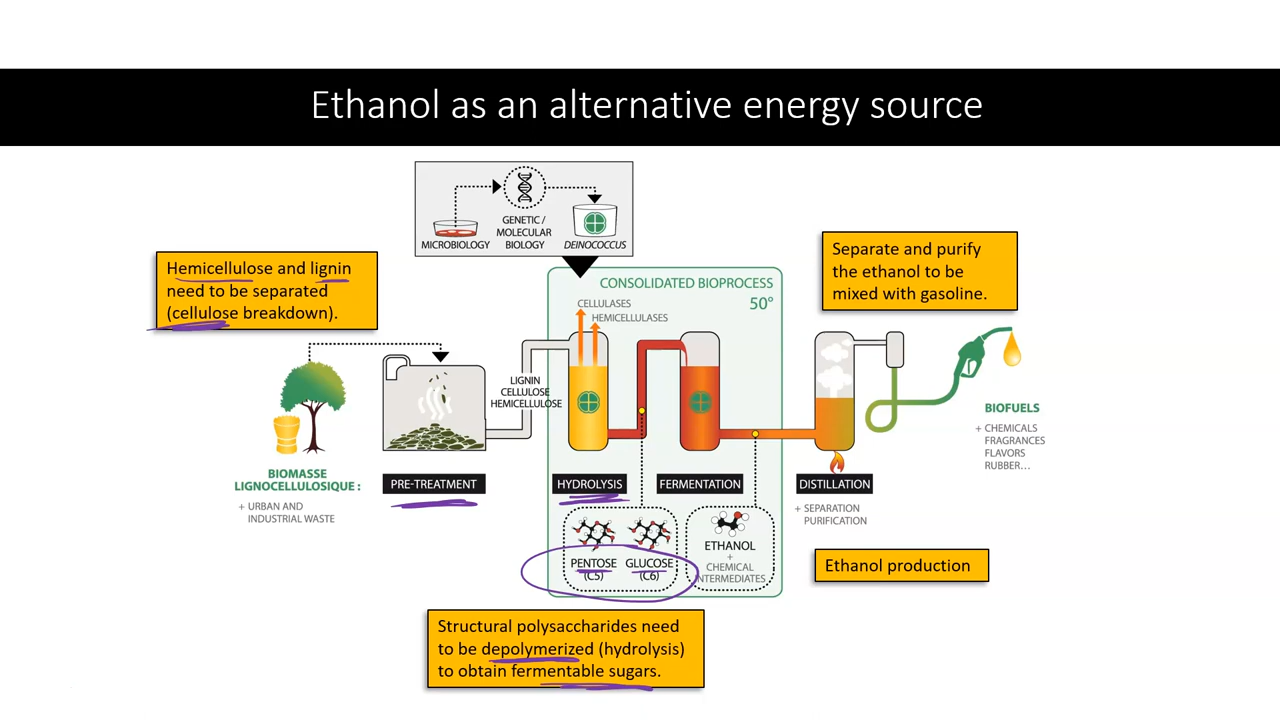 Ethanol as an alternative energy source
MICROBIOLOGY
GENETIC /
MOLECULAR
BIOLOGY
DEINOCOCCUS
Hemicellulose and lignin
need to be separated
(cellulose breakdown).
Separate and purify
the ethanol to be
mixed with gasoline.
CONSOLIDATED BIOPROCESS
50°
CELLULASES
HEMICELLULASES
LIGNIN
CELLULOSE
HEMICELLULOSE
BIOMASSE
LIGNOCELLULOSIQUE :
+ URBAN AND
INDUSTRIAL WASTE
PRE-TREATMENT
HYDROLYSIS
FERMENTATION
DISTILLATION
+ SEPARATION
PURIFICATION
BIOFUELS
+ CHEMICALS
FRAGRANCES
FLAVORS
RUBBER...
PENTOSE
(C5)
GLUCOSE
(C6)
ETHANOL
+
CHEMICAL
INTERMEDIATES
Ethanol production
Structural polysaccharides need
to be depolymerized (hydrolysis)
to obtain fermentable sugars.